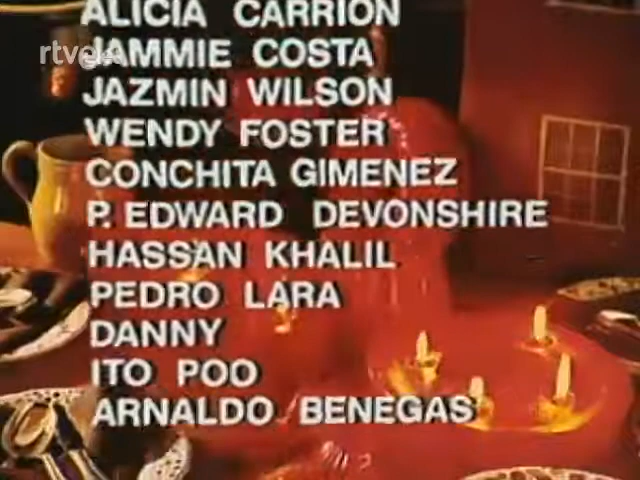 ALICIA CARRION
rtve.es
JAMMIE COSTA
JAZMIN WILSON
WENDY FOSTER
CONCHITA GIMENEZ
P. EDWARD DEVONSHIRE
HASSAN KHALIL
PEDRO LARA
DANNY
ITO POO
ARNALDO BENEGAS